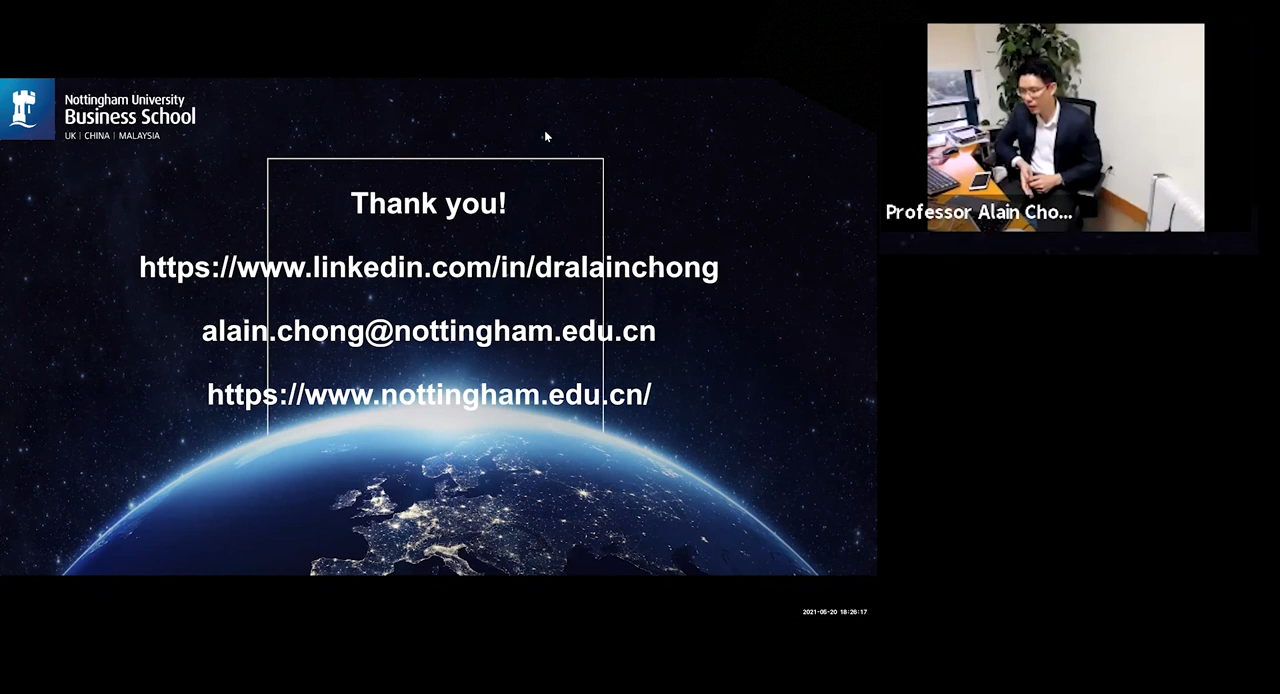 Nottingham University
Business School
UK | CHINA | MALAYSIA
Thank you!
https://www.linkedin.com/in/dralainchong
alain.chong@nottingham.edu.cn
https://www.nottingham.edu.cn/
Professor Alain Cho...
2021-05-20 18:26:17